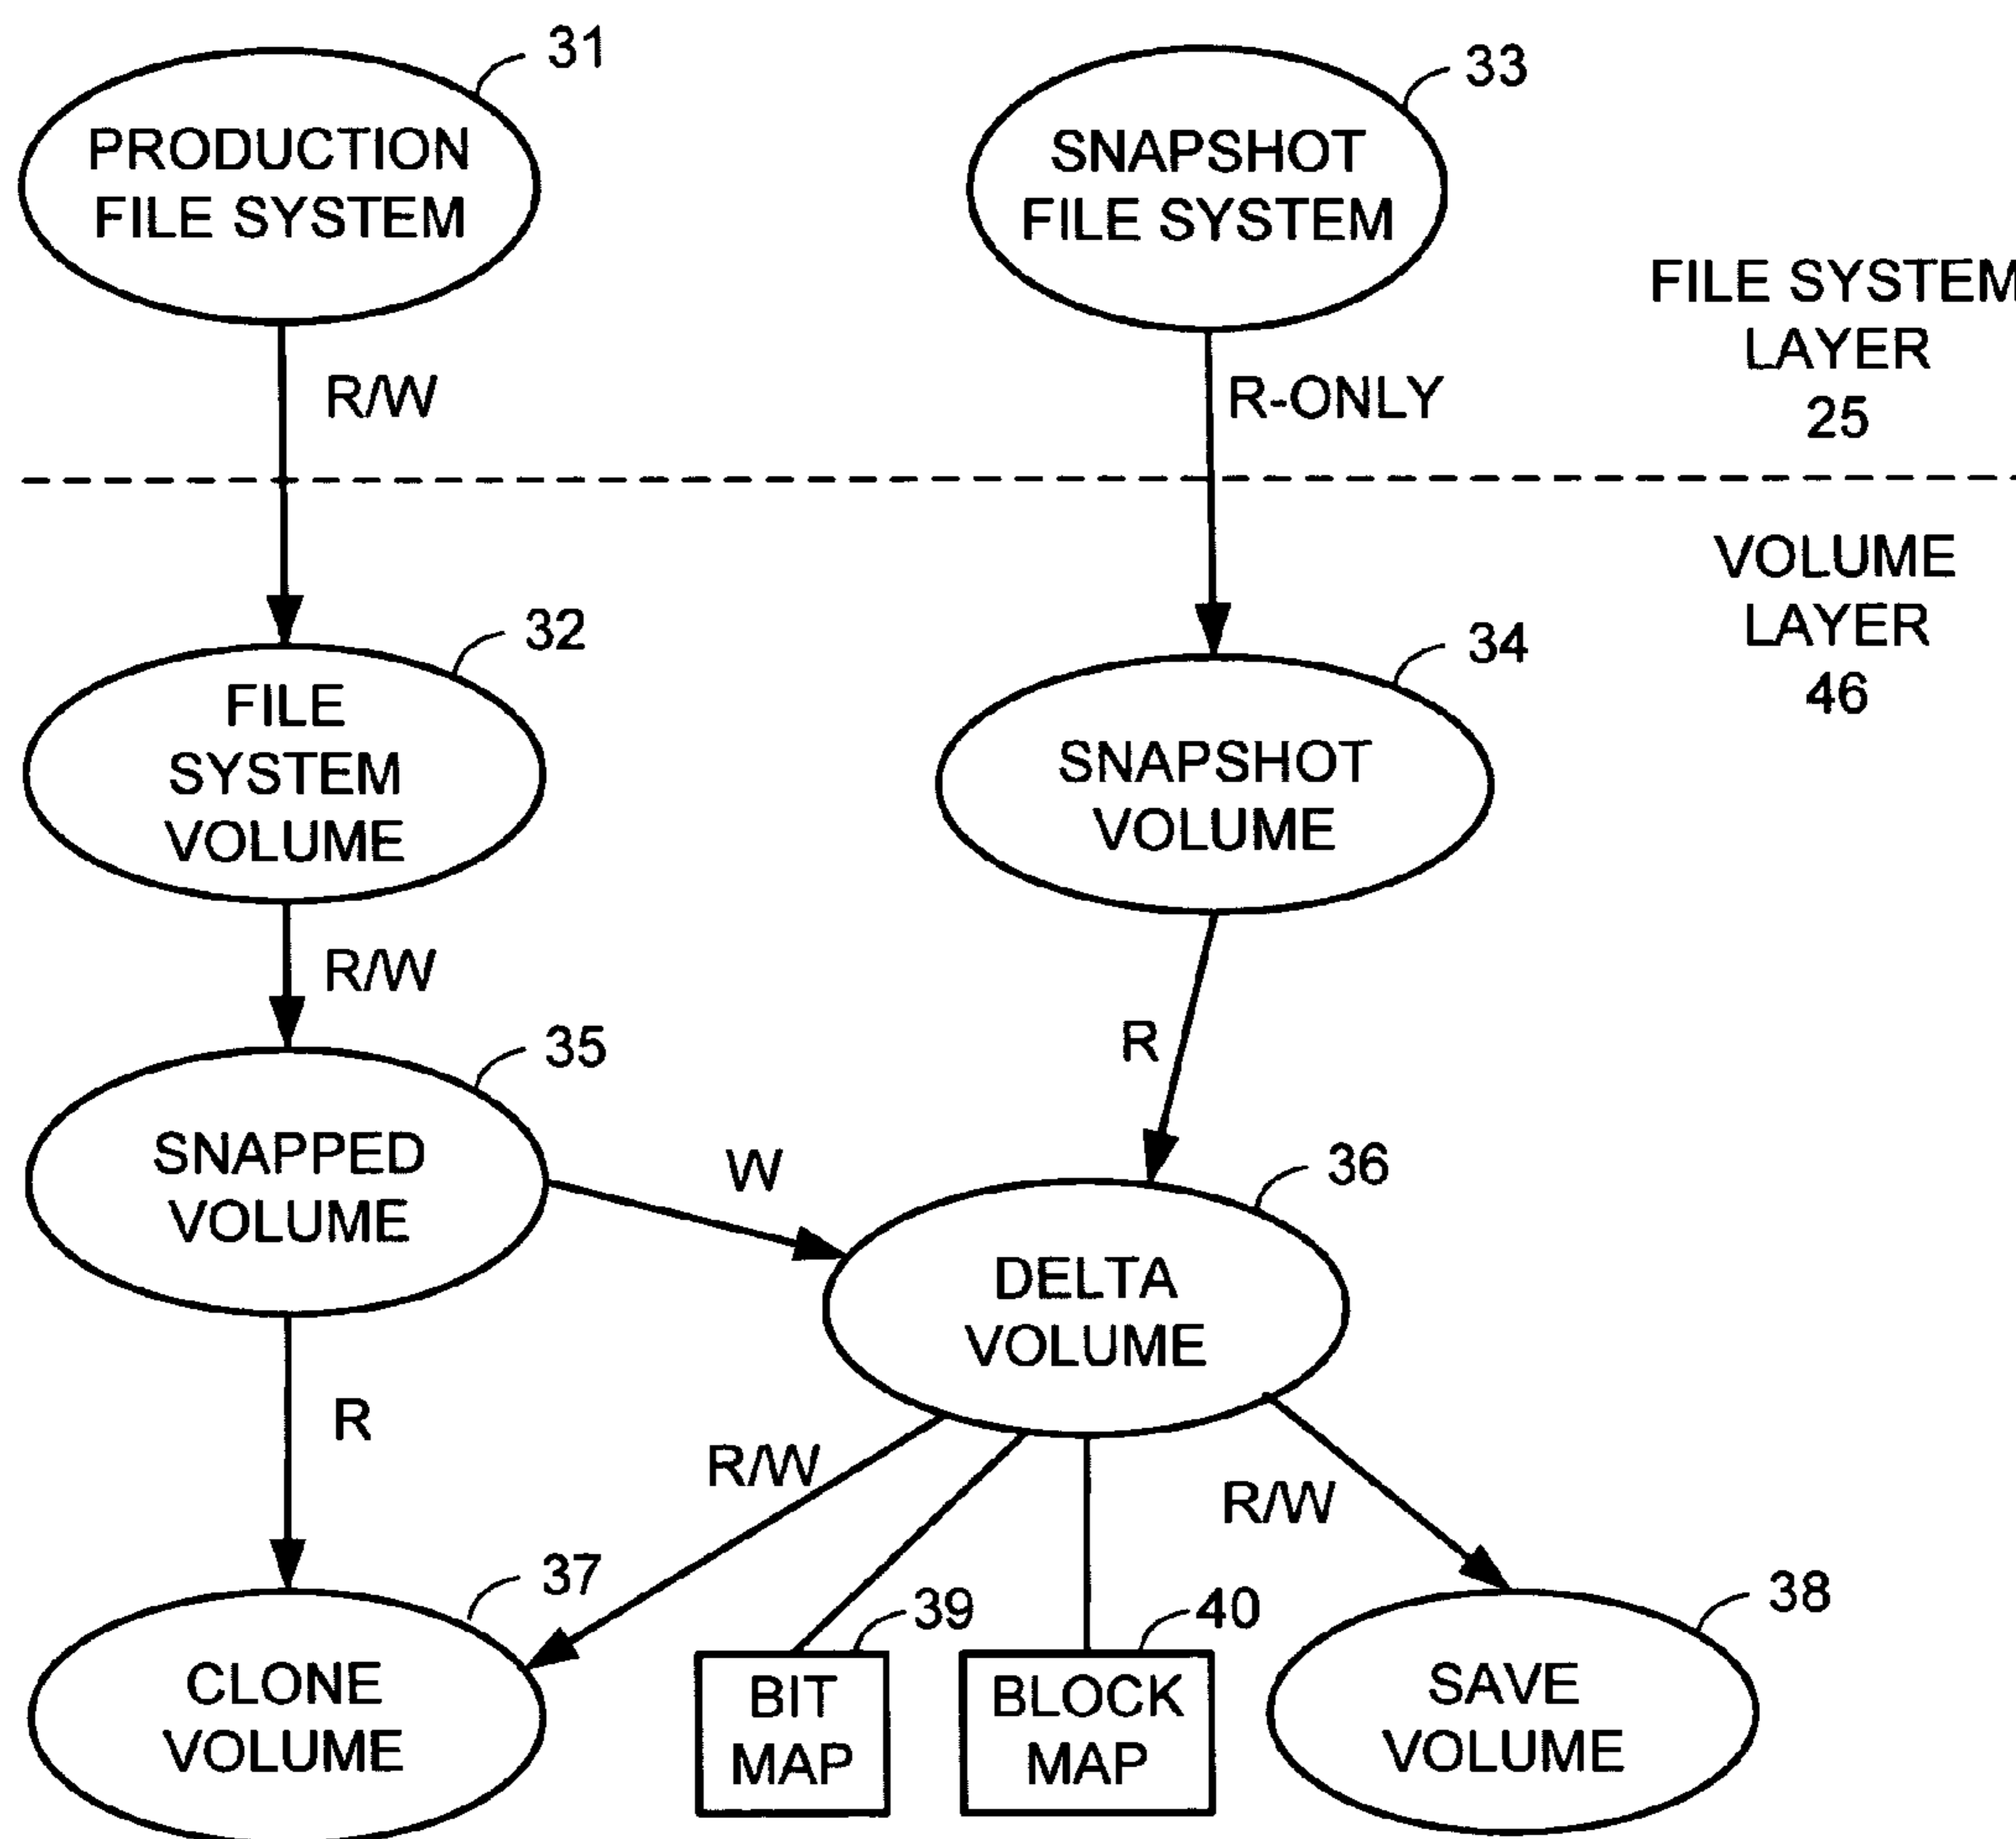 31
PRODUCTION
FILE SYSTEM
33
SNAPSHOT
FILE SYSTEM
FILE SYSTEM
LAYER
25
R/W
R-ONLY
VOLUME
LAYER
46
32
FILE
SYSTEM
VOLUME
34
SNAPSHOT
VOLUME
R/W
R
35
SNAPPED
VOLUME
W
36
DELTA
VOLUME
R
R/W
R/W
37
CLONE
VOLUME
39
BIT
MAP
40
BLOCK
MAP
38
SAVE
VOLUME